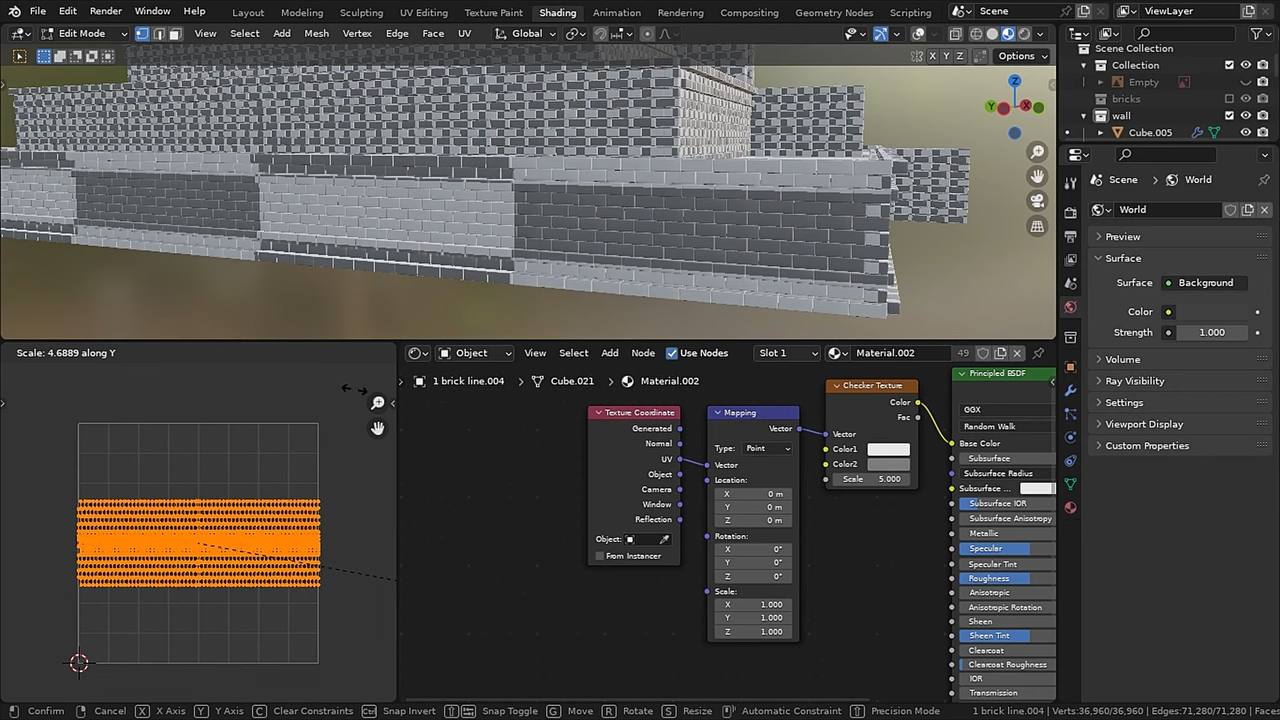 File Edit Render Window Help Layout Modeling Sculpting UV Editing Texture Paint Shading Animation Rendering Compositing Geometry Nodes Scripting Scene ViewLayer
Edit Mode View Select Add Mesh Vertex Edge Face UV Global
X Y Z Options
Scene Collection
Collection
Empty
bricks
wall
Cube.005
Z
Y X
Scene World
World
Preview
Surface
Surface Background
Color
Strength 1.000
Volume
Ray Visibility
Settings
Viewport Display
Custom Properties
Scale: 4.6889 along Y
Object View Select Add Node Use Nodes Slot 1 Material.002 49
1 brick line.004 Cube.021 Material.002
Texture Coordinate
Generated
Normal
UV
Object
Camera
Window
Reflection
Object:
From Instancer
Mapping
Vector
Type: Point
Vector
Location:
X 0 m
Y 0 m
Z 0 m
Rotation:
X 0°
Y 0°
Z 0°
Scale:
X 1.000
Y 1.000
Z 1.000
Checker Texture
Color
Fac
Vector
Color1
Color2
Scale 5.000
Principled BSDF
GGX
Random Walk
Base Color
Subsurface
Subsurface Radius
Subsurface ...
Subsurface IOR
Subsurface Anisotropy
Metallic
Specular
Specular Tint
Roughness
Anisotropic
Anisotropic Rotation
Sheen
Sheen Tint
Clearcoat
Clearcoat Roughness
IOR
Transmission
Confirm Cancel X X Axis Y Y Axis C Clear Constraints Ctrl Snap Invert Snap Toggle G Move R Rotate S Resize Automatic Constraint Precision Mode 1 brick line.004 | Verts:36,960/36,960 | Edges:71,280/71,280 | Faces